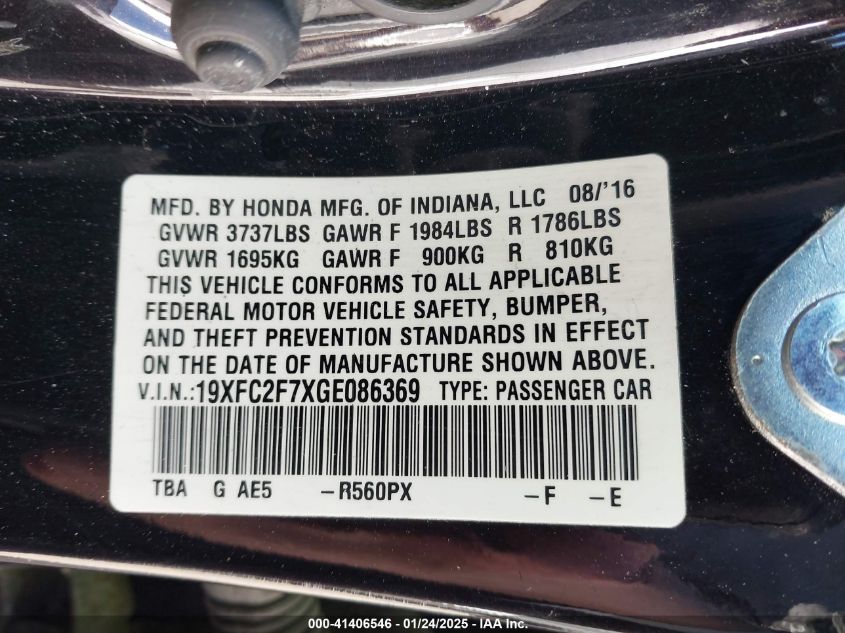 MFD. BY HONDA MFG. OF INDIANA, LLC 08/'16
GVWR 3737LBS GAWR F 1984LBS R 1786LBS
GVWR 1695KG GAWR F 900KG R 810KG
THIS VEHICLE CONFORMS TO ALL APPLICABLE
FEDERAL MOTOR VEHICLE SAFETY, BUMPER,
AND THEFT PREVENTION STANDARDS IN EFFECT
ON THE DATE OF MANUFACTURE SHOWN ABOVE.
V.I.N.:19XFC2F7XGE086369 TYPE: PASSENGER CAR
TBA G AE5 -R560PX -F -E
000-41406546 - 01/24/2025 - IAA Inc.